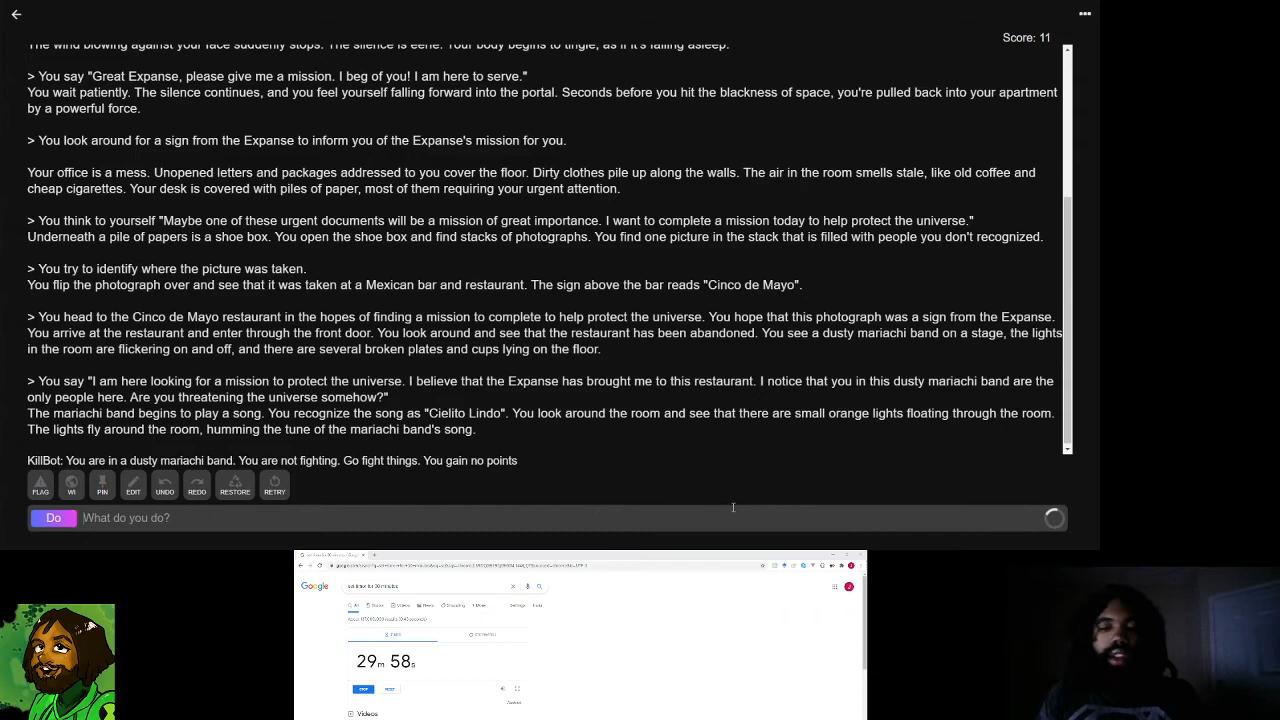 Score: 11
The wind blowing against your face suddenly stops. The silence is eerie. Your body begins to tingle, as if it's falling asleep.
> You say "Great Expanse, please give me a mission. I beg of you! I am here to serve."
You wait patiently. The silence continues, and you feel yourself falling forward into the portal. Seconds before you hit the blackness of space, you're pulled back into your apartment
by a powerful force.
> You look around for a sign from the Expanse to inform you of the Expanse's mission for you.
Your office is a mess. Unopened letters and packages addressed to you cover the floor. Dirty clothes pile up along the walls. The air in the room smells stale, like old coffee and
cheap cigarettes. Your desk is covered with piles of paper, most of them requiring your urgent attention.
> You think to yourself "Maybe one of these urgent documents will be a mission of great importance. I want to complete a mission today to help protect the universe."
Underneath a pile of papers is a shoe box. You open the shoe box and find stacks of photographs. You find one picture in the stack that is filled with people you don't recognized.
> You try to identify where the picture was taken.
You flip the photograph over and see that it was taken at a Mexican bar and restaurant. The sign above the bar reads "Cinco de Mayo".
> You head to the Cinco de Mayo restaurant in the hopes of finding a mission to complete to help protect the universe. You hope that this photograph was a sign from the Expanse.
You arrive at the restaurant and enter through the front door. You look around and see that the restaurant has been abandoned. You see a dusty mariachi band on a stage, the lights
in the room are flickering on and off, and there are several broken plates and cups lying on the floor.
> You say "I am here looking for a mission to protect the universe. I believe that the Expanse has brought me to this restaurant. I notice that you in this dusty mariachi band are the
only people here. Are you threatening the universe somehow?"
The mariachi band begins to play a song. You recognize the song as "Cielito Lindo". You look around the room and see that there are small orange lights floating through the room.
The lights fly around the room, humming the tune of the mariachi band's song.
KillBot: You are in a dusty mariachi band. You are not fighting. Go fight things. You gain no points
FLAG WI PIN EDIT UNDO REDO RESTORE RETRY
Do What do you do?
Google set timer for 30 minutes
All Videos News Shopping More Settings Tools
29m 58s
STOP RESET
Videos